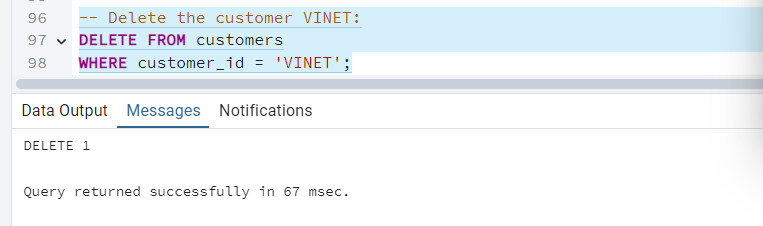 96 -- Delete the customer VINET:
97 DELETE FROM customers
98 WHERE customer_id = 'VINET';
Data Output Messages Notifications
DELETE 1
Query returned successfully in 67 msec.